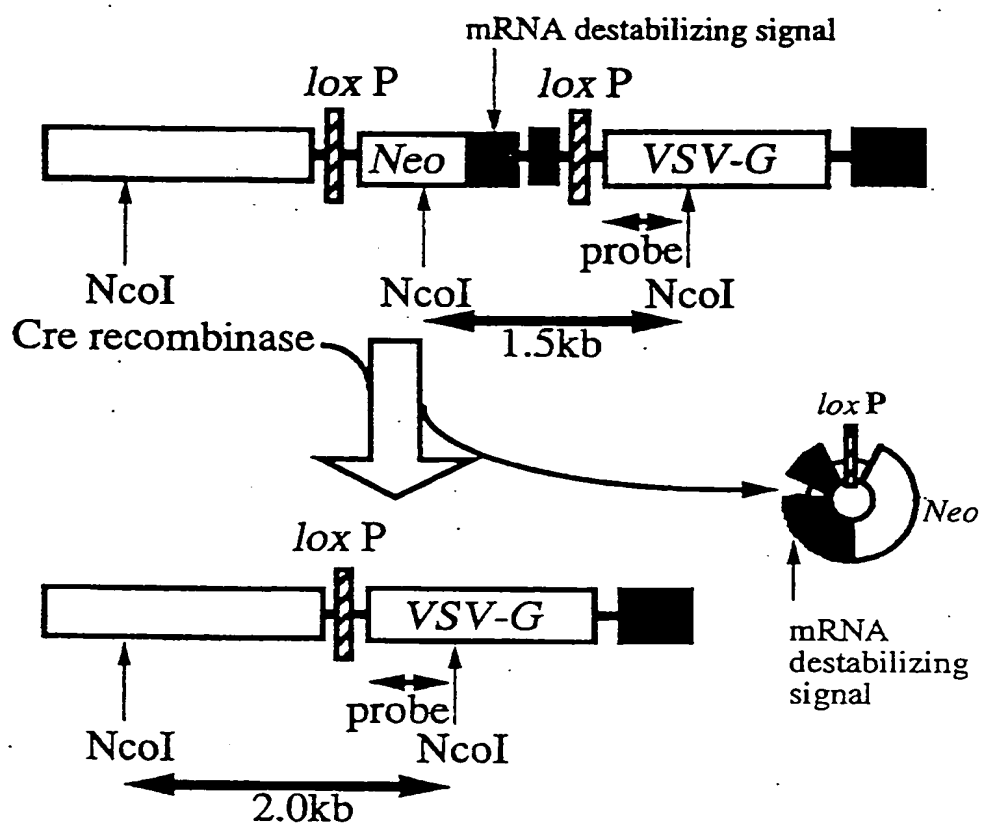 mRNA destabilizing signal
lox P
lox P
Neo
VSV-G
probe
NcoI
NcoI
NcoI
1.5kb
Cre recombinase
lox P
Neo
mRNA
destabilizing
signal
lox P
VSV-G
probe
NcoI
NcoI
2.0kb